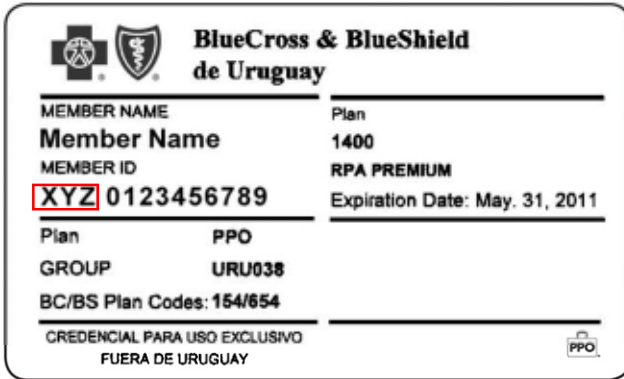 BlueCross & BlueShield
de Uruguay
MEMBER NAME
Member Name
MEMBER ID
XYZ 0123456789
Plan
1400
RPA PREMIUM
Expiration Date: May. 31, 2011
Plan PPO
GROUP URU038
BC/BS Plan Codes: 154/654
CREDENCIAL PARA USO EXCLUSIVO
FUERA DE URUGUAY
PPO